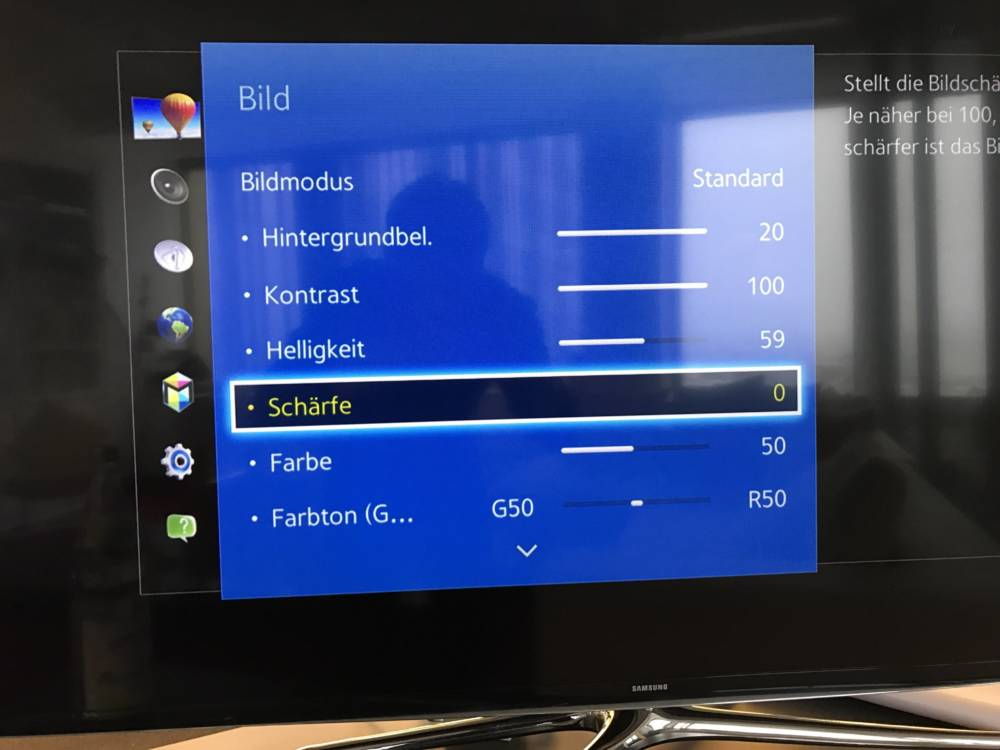 Bild
Bildmodus Standard
• Hintergrundbel. 20
• Kontrast 100
• Helligkeit 59
• Schärfe 0
• Farbe 50
• Farbton (G... G50 R50
Stellt die Bildschä
Je näher bei 100,
schärfer ist das Bi
SAMSUNG